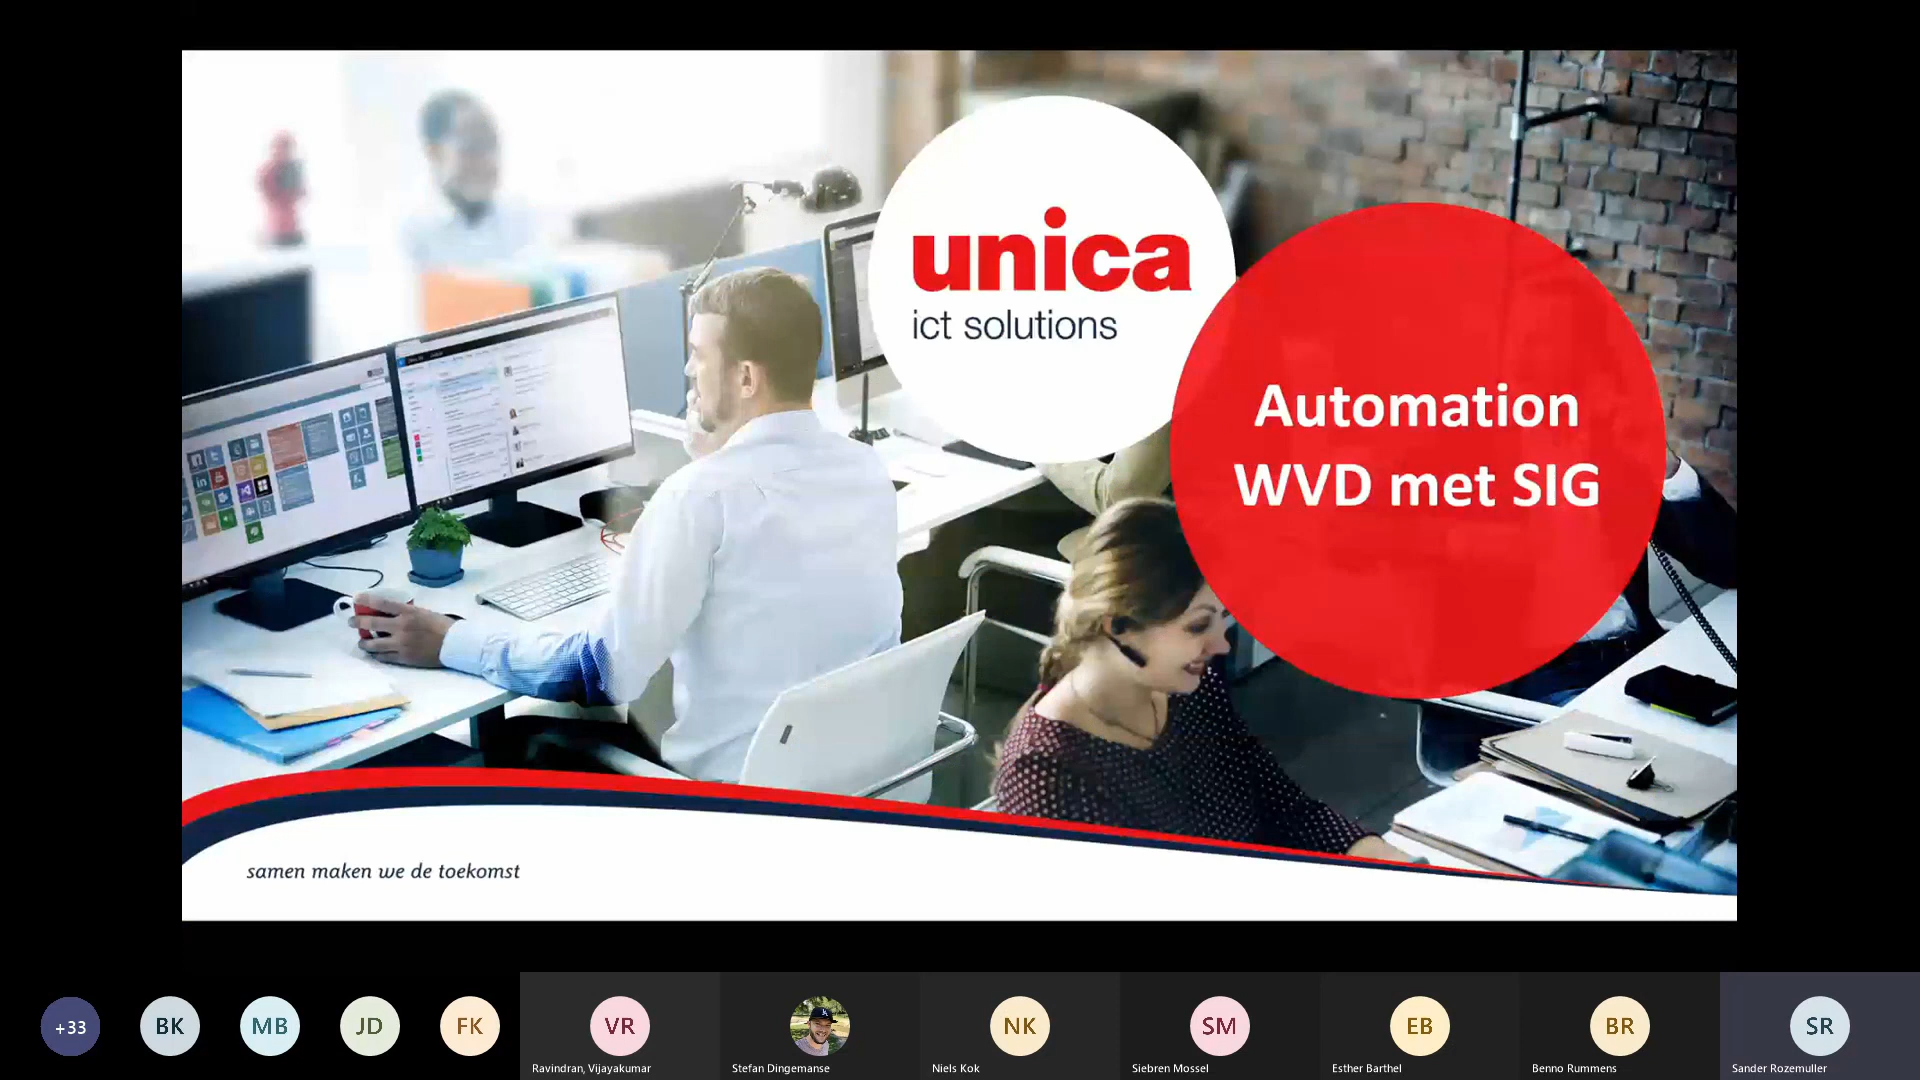 unica
ict solutions
Automation
WVD met SIG
samen maken we de toekomst
+33
BK
MB
JD
FK
VR
NK
SM
EB
BR
SR
Ravindran, Vijayakumar
Stefan Dingemanse
Niels Kok
Siebren Mossel
Esther Barthel
Benno Rummens
Sander Rozemuller